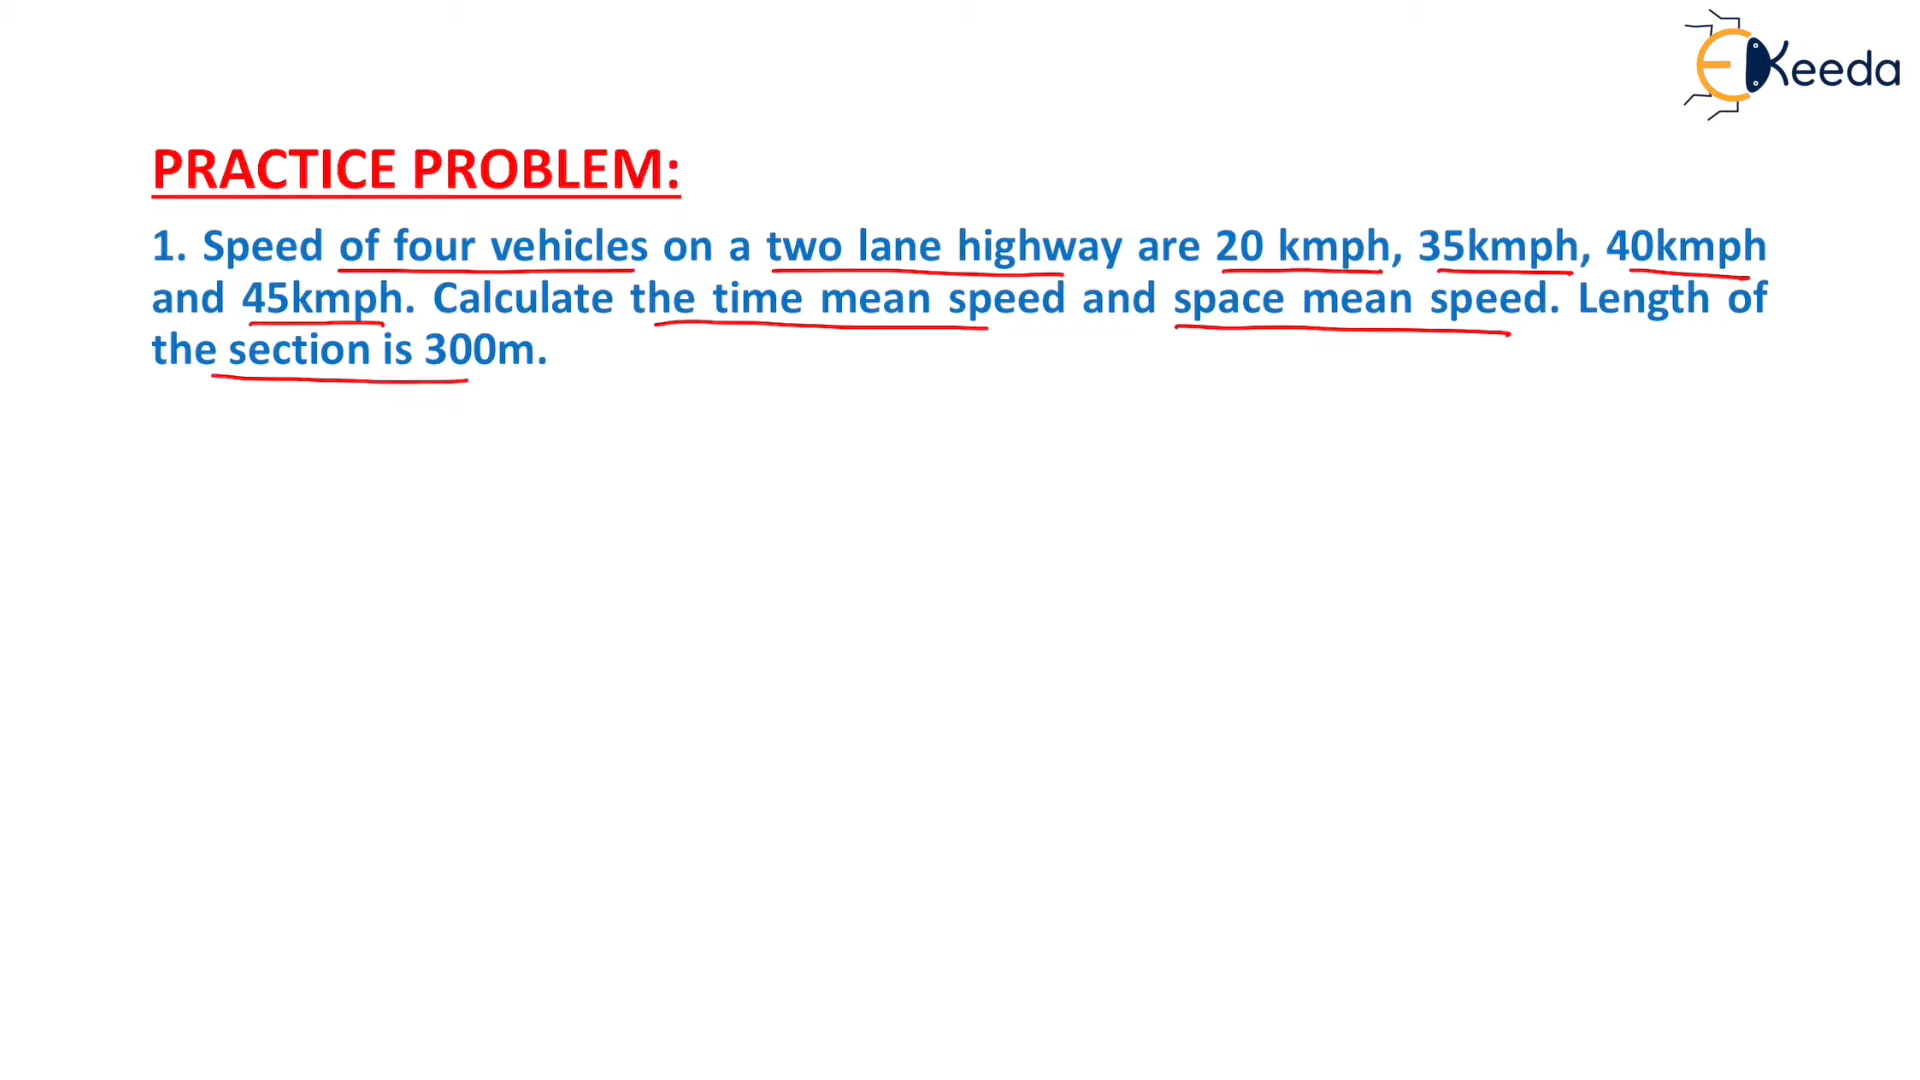 EKeeda
PRACTICE PROBLEM:
1. Speed of four vehicles on a two lane highway are 20 kmph, 35kmph, 40kmph
and 45kmph. Calculate the time mean speed and space mean speed. Length of
the section is 300m.